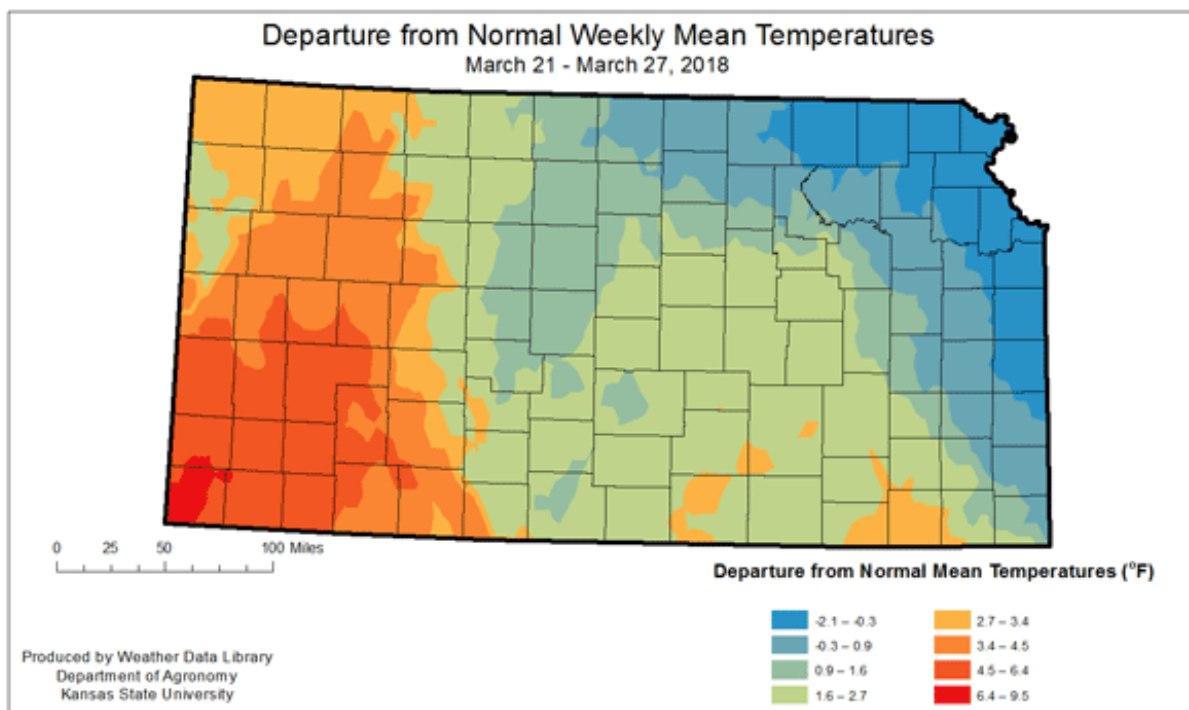 Departure from Normal Weekly Mean Temperatures
March 21 - March 27, 2018
0 25 50 100 Miles
Departure from Normal Mean Temperatures (°F)
-2.1 – -0.3
-0.3 – 0.9
0.9 – 1.6
1.6 – 2.7
2.7 – 3.4
3.4 – 4.5
4.5 – 6.4
6.4 – 9.5
Produced by Weather Data Library
Department of Agronomy
Kansas State University